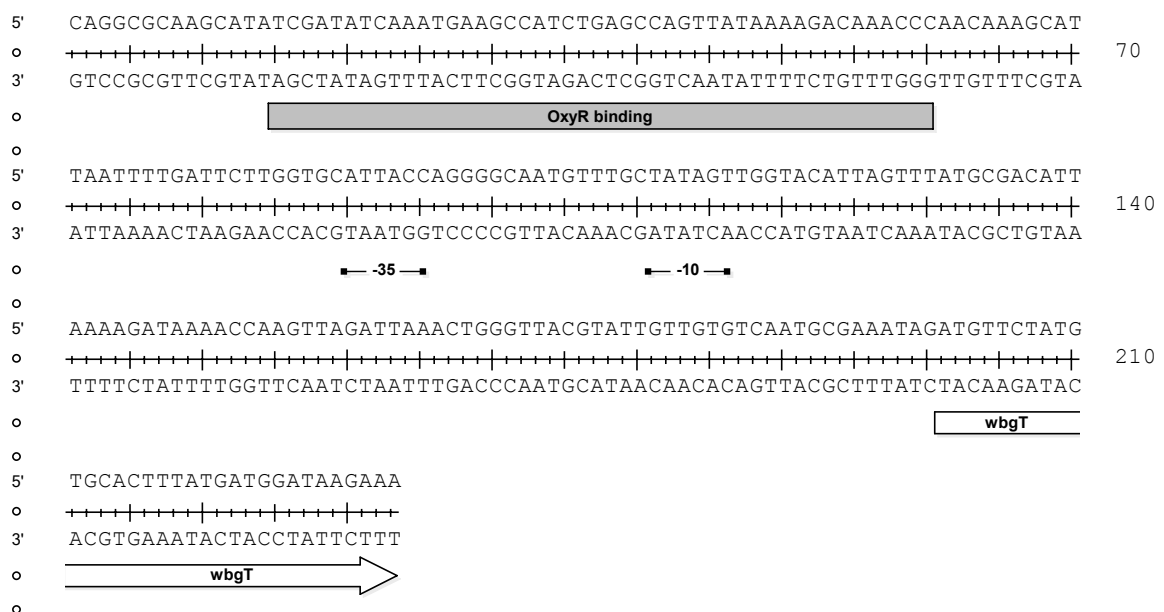 5' CAGGCGCAAGCATATCGATATCAAATGAAGCCATCTGAGCCAGTTATAAAAGACAAACCCAACAAAGCAT
70
3' GTCCGCGTTCGTATAGCTATAGTTTACTTCGGTAGACTCGGTCAATATTTTCTGTTTGGGTTGTTTCGTA
OxyR binding
5' TAATTTTGATTCTTGGTGCATTACCAGGGGCAATGTTTGCTATAGTTGGTACATTAGTTTATGCGACATT
140
3' ATTAAAACTAAGAACCACGTAATGGTCCCCGTTACAAACGATATCAACCATGTAATCAAATACGCTGTAA
-35 -10
5' AAAAGATAAAACCAAGTTAGATTAAACTGGGTTACGTATTGTTGTGTCAATGCGAAATAGATGTTCTATG
210
3' TTTTCTATTTTGGTTCAATCTAATTTGACCCAATGCATAACAACACAGTTACGCTTTATCTACAAGATAC
wbgT
5' TGCACTTTATGATGGATAAGAAA
3' ACGTGAAATACTACCTATTCTTT
wbgT